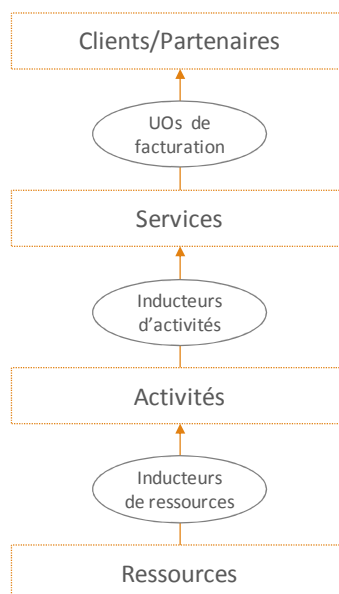 Clients/Partenaires
UOs de
facturation
Services
Inducteurs
d’activités
Activités
Inducteurs
de ressources
Ressources